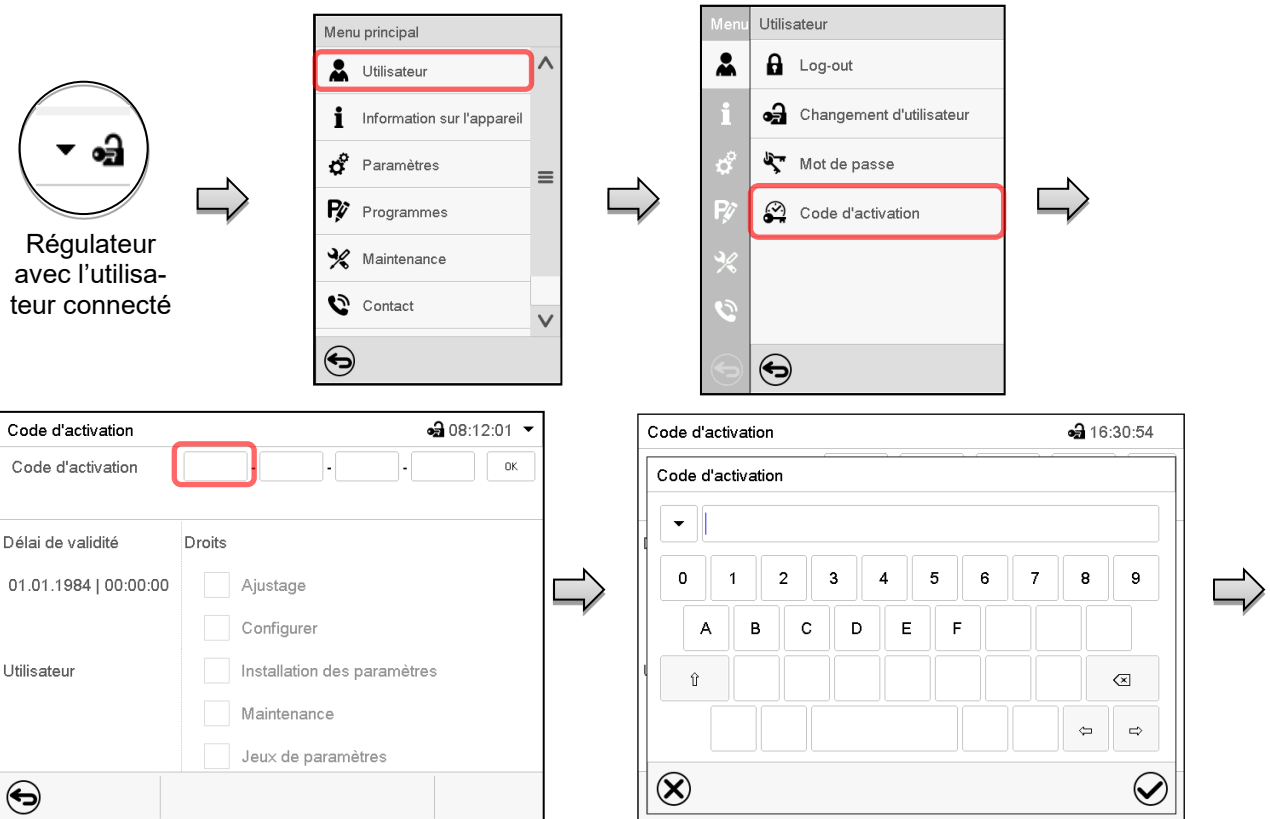 Régulateur
avec l’utilisa-
teur connecté
Menu principal
Utilisateur
Information sur l'appareil
Paramètres
Programmes
Maintenance
Contact
Menu
Utilisateur
Log-out
Changement d'utilisateur
Mot de passe
Code d'activation
Code d'activation 08:12:01
Code d'activation - - - OK
Délai de validité Droits
01.01.1984 | 00:00:00 Ajustage
Configurer
Utilisateur Installation des paramètres
Maintenance
Jeux de paramètres
Code d'activation 16:30:54
Code d'activation
0 1 2 3 4 5 6 7 8 9
A B C D E F